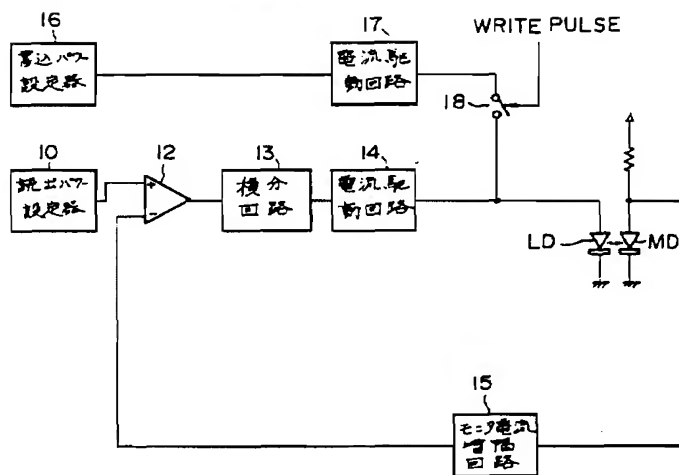 16
書込パワー
設定器
17
電流駆
動回路
WRITE PULSE
18
10
読出パワー
設定器
12
+
−
13
積分
回路
14
電流駆
動回路
LD
MD
15
モニタ電流
増幅
回路